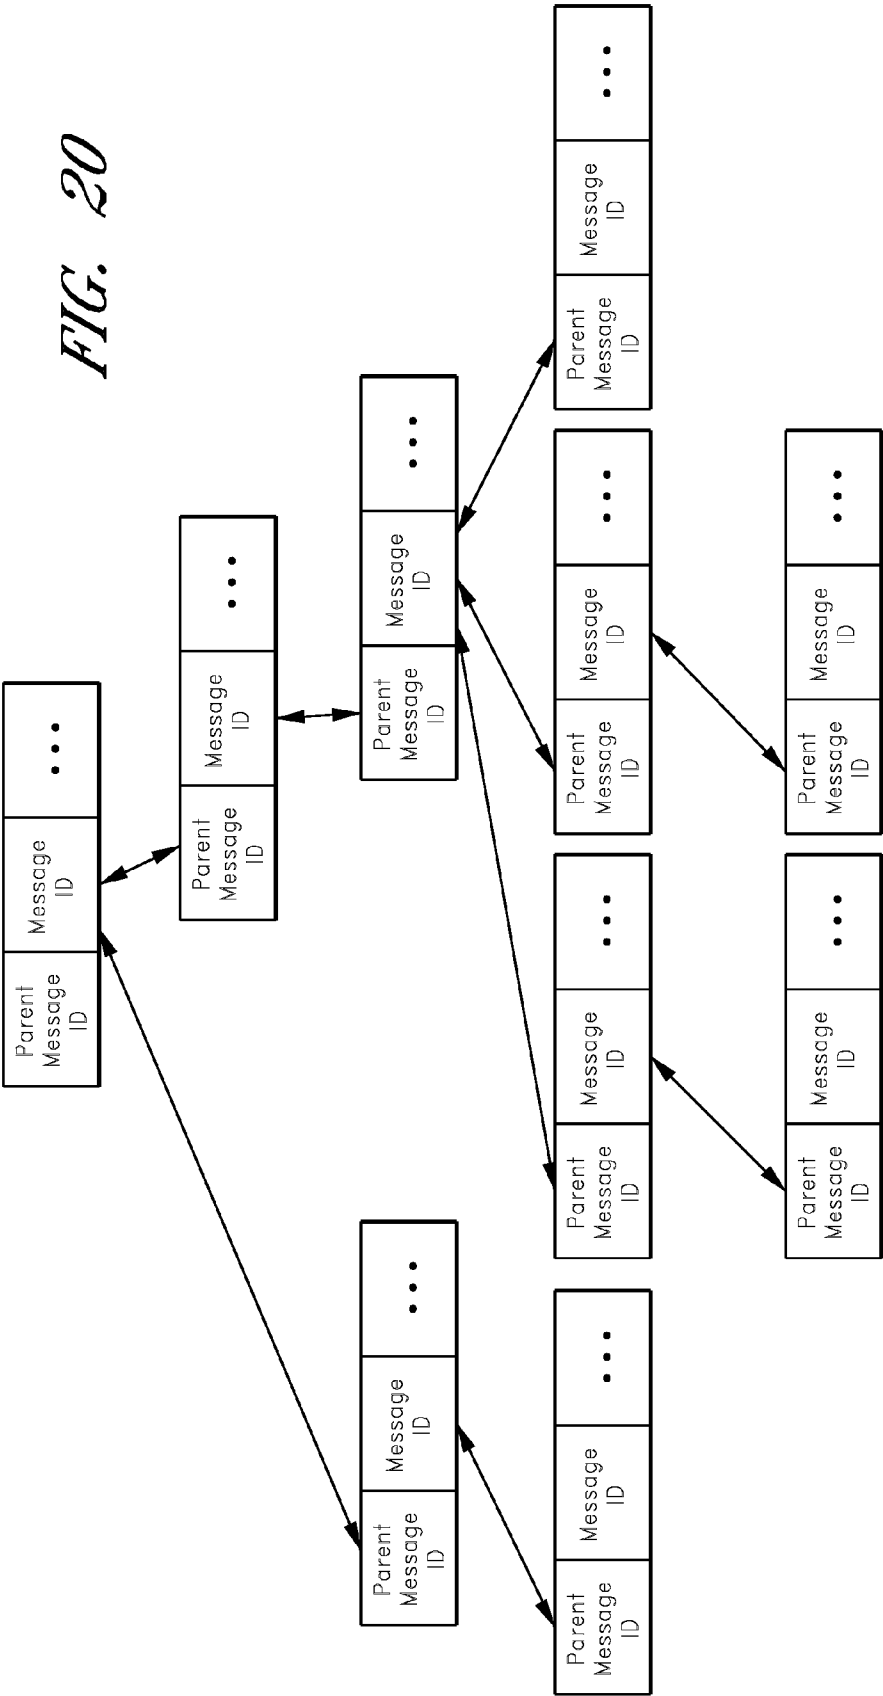 FIG. 20
Parent
Message
ID
Message
ID
•••
Parent
Message
ID
Message
ID
•••
Parent
Message
ID
Message
ID
•••
Parent
Message
ID
Message
ID
•••
Parent
Message
ID
Message
ID
•••
Parent
Message
ID
Message
ID
•••
Parent
Message
ID
Message
ID
•••
Parent
Message
ID
Message
ID
•••
Parent
Message
ID
Message
ID
•••
Parent
Message
ID
Message
ID
•••